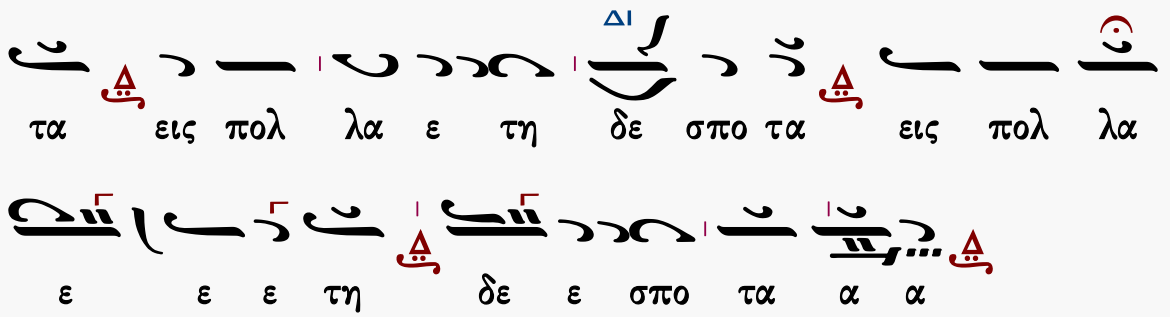 τα εις πολ λα ε τη δε σπο τα εις πολ λα
ε ε ε τη δε ε σπο τα α α